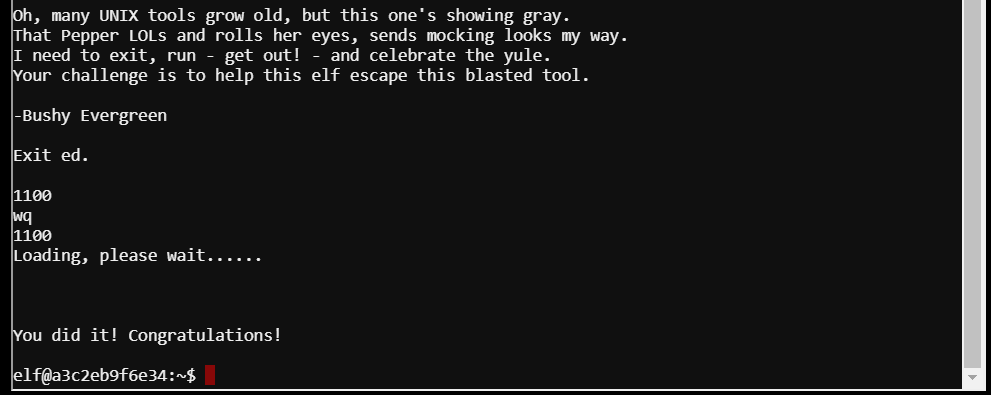 Oh, many UNIX tools grow old, but this one's showing gray.
That Pepper LOLs and rolls her eyes, sends mocking looks my way.
I need to exit, run - get out! - and celebrate the yule.
Your challenge is to help this elf escape this blasted tool.
-Bushy Evergreen
Exit ed.
1100
wq
1100
Loading, please wait......
You did it! Congratulations!
elf@a3c2eb9f6e34:~$